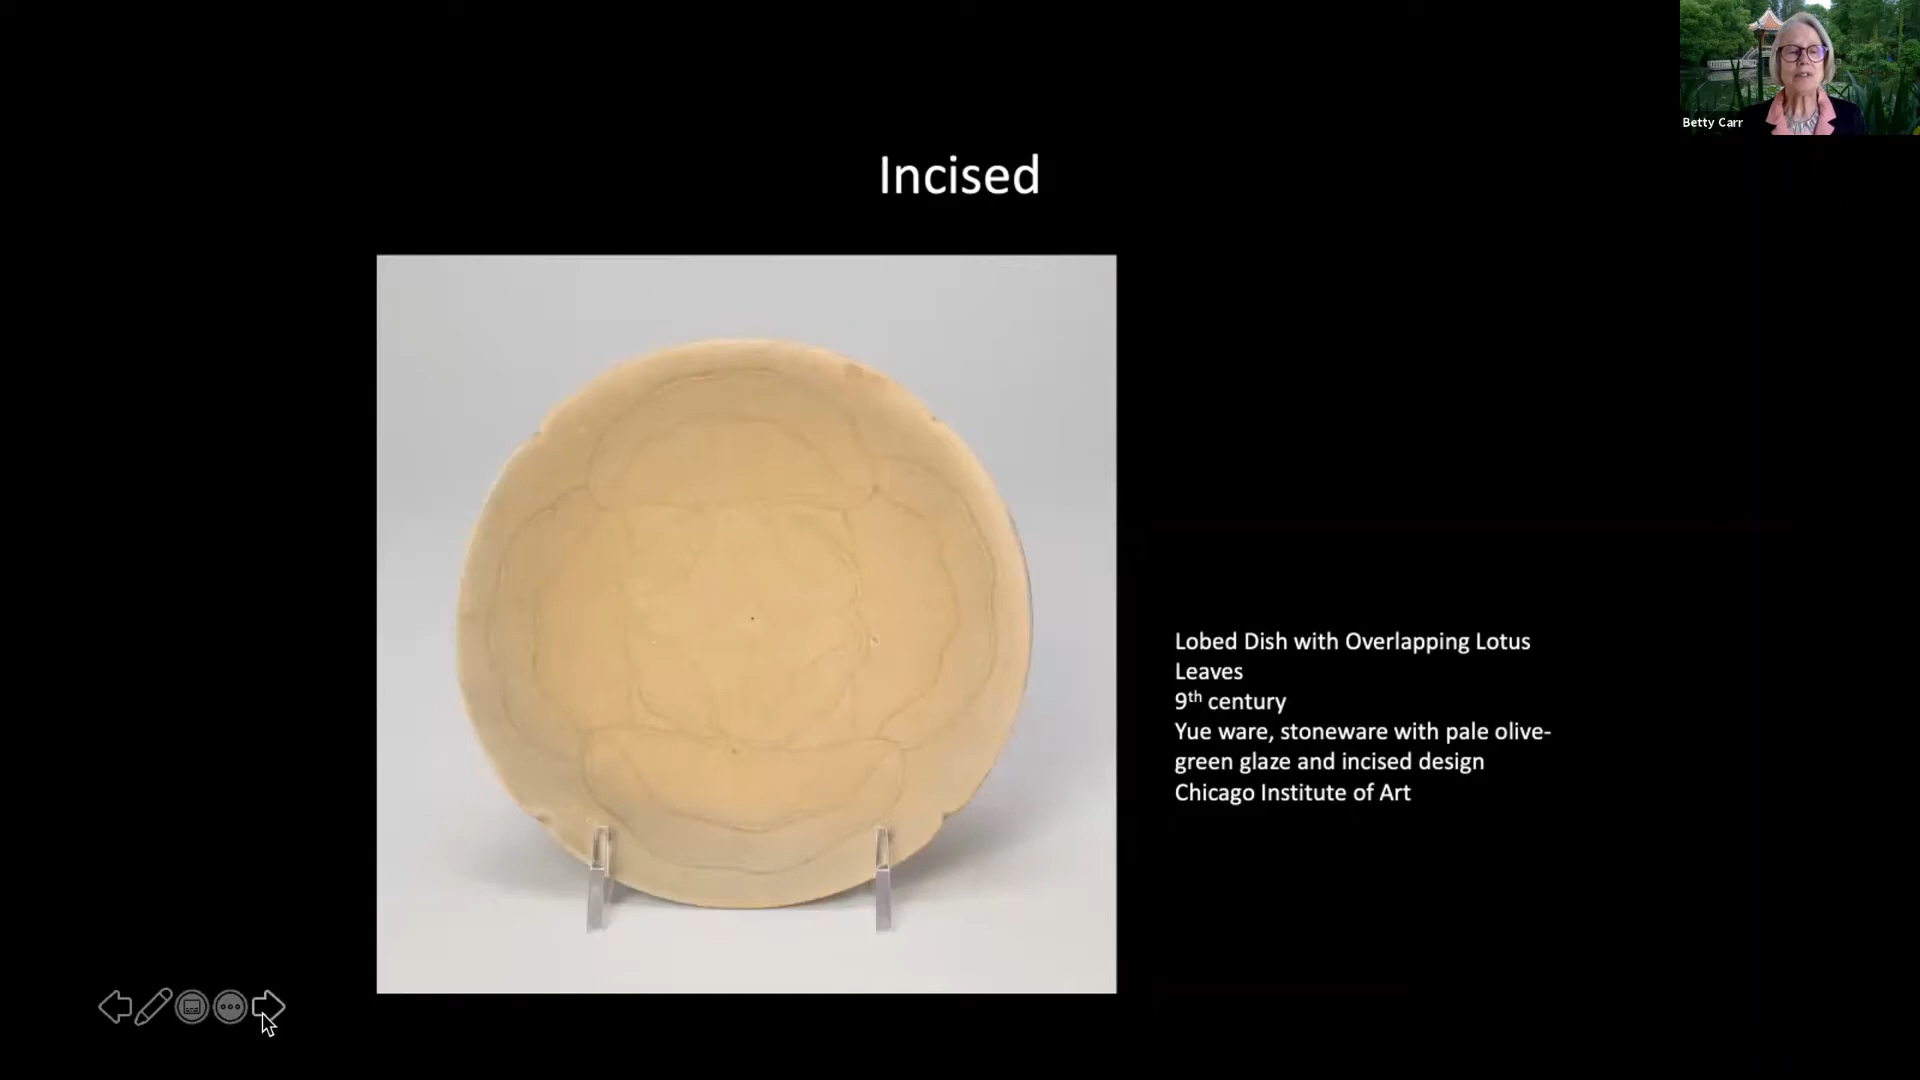 Betty Carr
Incised
Lobed Dish with Overlapping Lotus
Leaves
9th century
Yue ware, stoneware with pale olive-
green glaze and incised design
Chicago Institute of Art